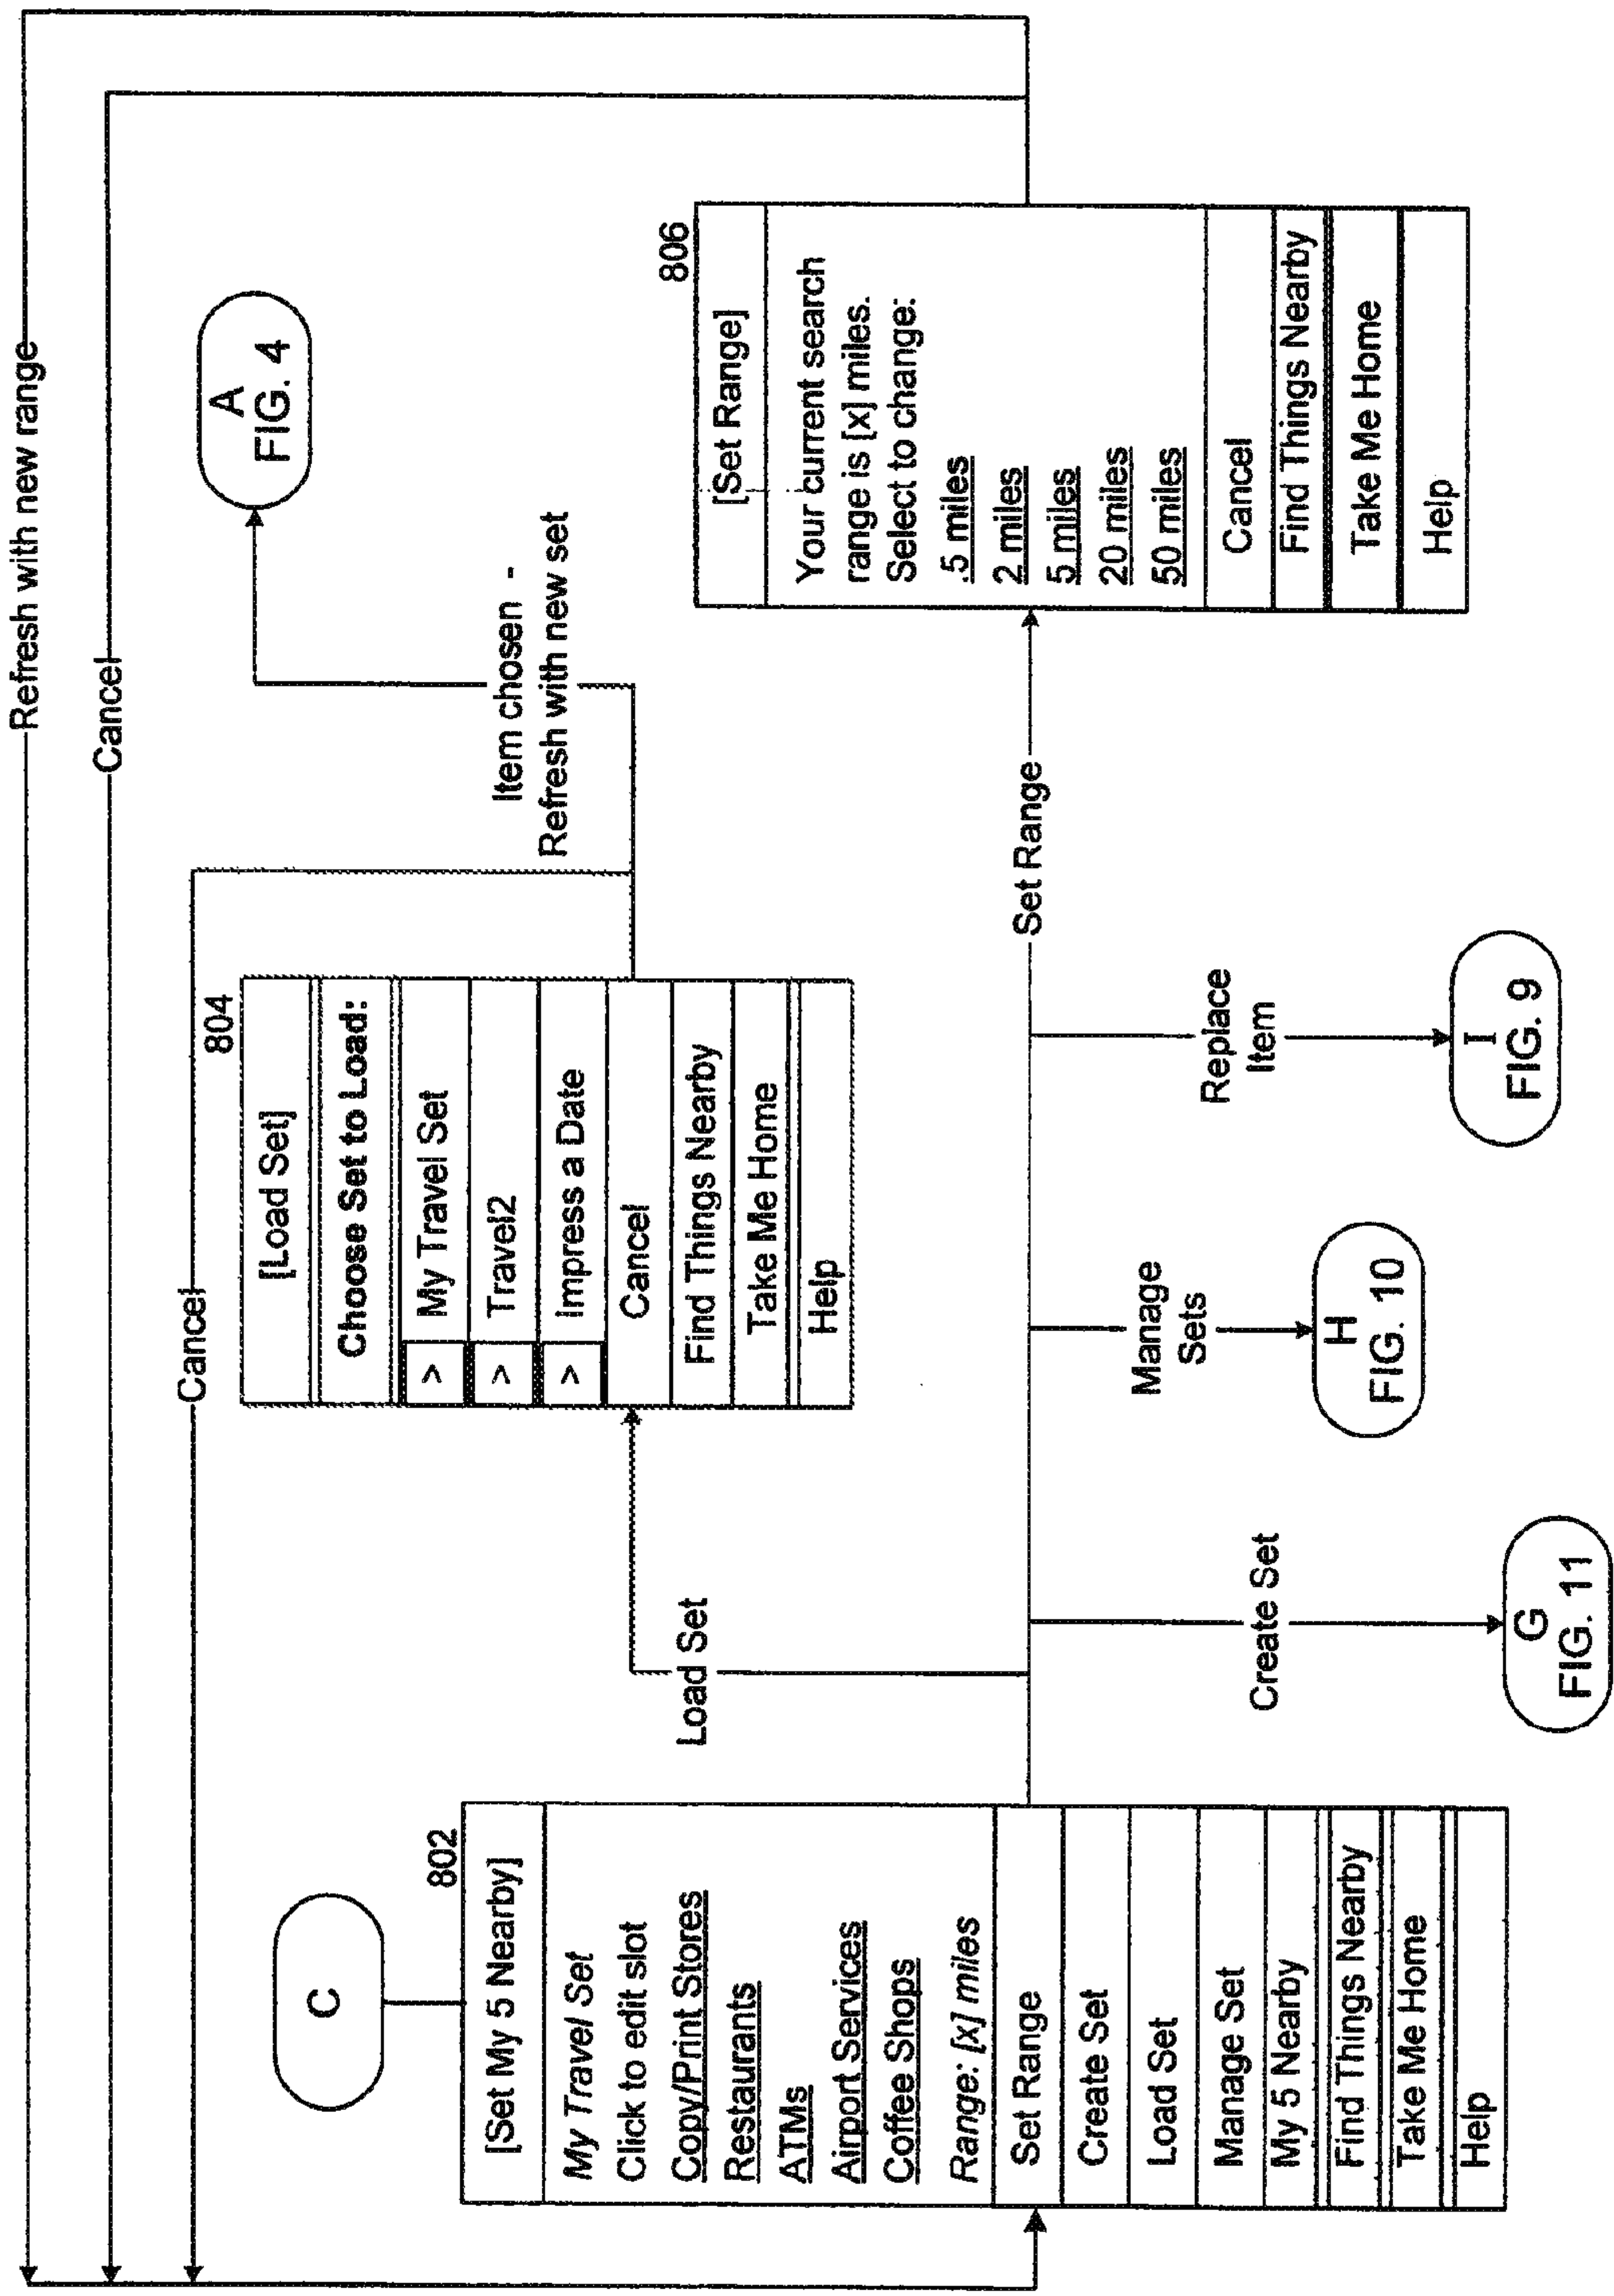 C
802
[Set My 5 Nearby]
My Travel Set
Click to edit slot
Copy/Print Stores
Restaurants
ATMs
Airport Services
Coffee Shops
Range: [x] miles
Set Range
Create Set
Load Set
Manage Set
My 5 Nearby
Find Things Nearby
Take Me Home
Help
Load Set
Create Set
G
FIG. 11
Manage
Sets
H
FIG. 10
Replace
Item
I
FIG. 9
Set Range
804
[Load Set]
Choose Set to Load:
> My Travel Set
> Travel2
> Impress a Date
Cancel
Find Things Nearby
Take Me Home
Help
Cancel
Item chosen -
Refresh with new set
A
FIG. 4
806
[Set Range]
Your current search
range is [x] miles.
Select to change:
.5 miles
2 miles
5 miles
20 miles
50 miles
Cancel
Find Things Nearby
Take Me Home
Help
Cancel
Refresh with new range